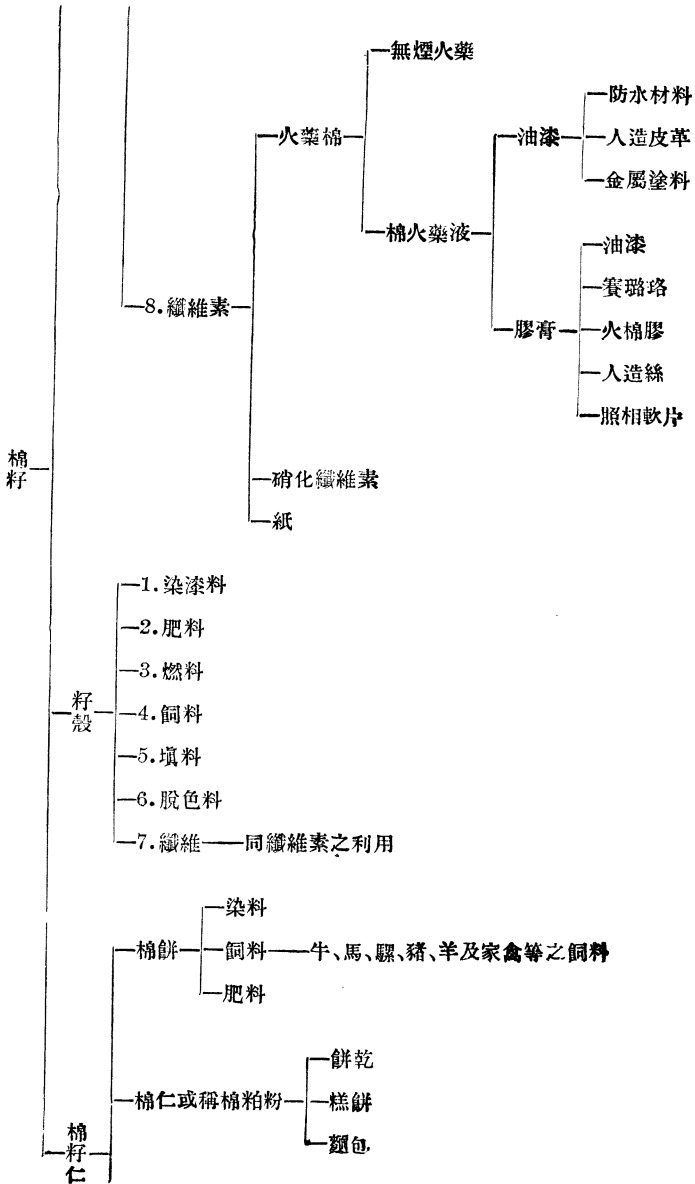 無煙火藥
防水材料
火藥棉
油漆
人造皮革
金屬塗料
棉火藥液
油漆
賽璐珞
8.纖維素
膠膏
火棉膠
人造絲
照相軟片
棉籽
硝化纖維素
紙
1.染漆料
2.肥料
3.燃料
籽殼
4.飼料
5.填料
6.脫色料
7.纖維——同纖維素之利用
染料
棉餅
飼料——牛、馬、騾、豬、羊及家禽等之飼料
肥料
餅乾
棉仁或稱棉粕粉
糕餅
麵包
棉籽仁